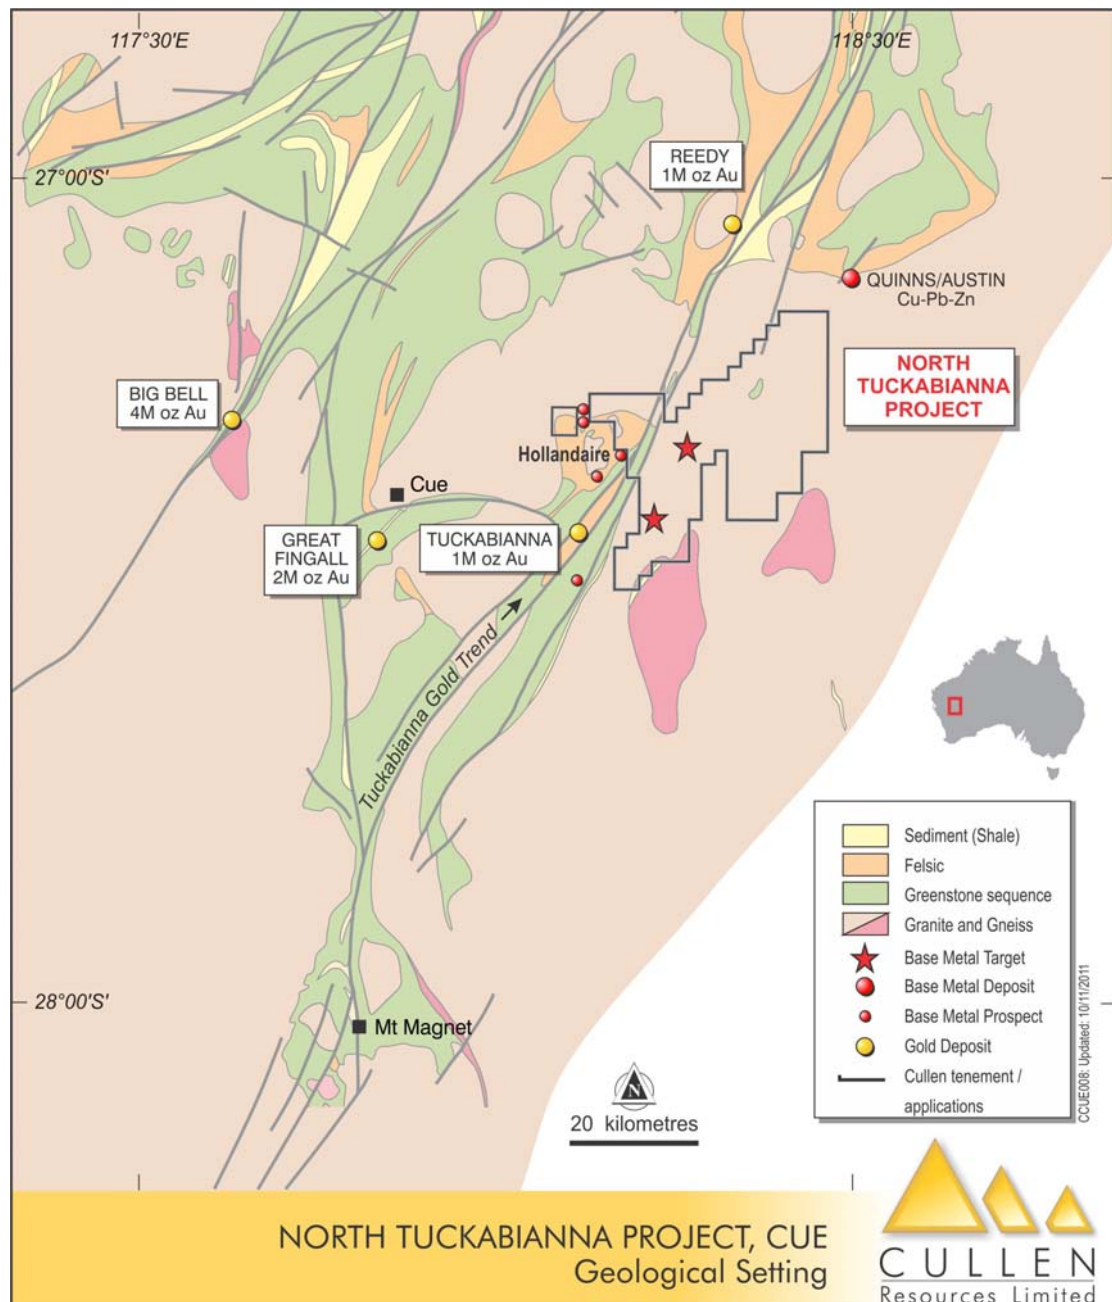 117°30'E
118°30'E
27°00'S'
REEDY
1M oz Au
QUINNS/AUSTIN
Cu-Pb-Zn
NORTH
TUCKABIANNA
PROJECT
BIG BELL
4M oz Au
Hollandaire
Cue
GREAT
FINGALL
2M oz Au
TUCKABIANNA
1M oz Au
Tuckabianna Gold Trend
Sediment (Shale)
Felsic
Greenstone sequence
Granite and Gneiss
Base Metal Target
Base Metal Deposit
Base Metal Prospect
Gold Deposit
Cullen tenement /
applications
CCUE008: Updated: 10/11/2011
28°00'S'
Mt Magnet
N
20 kilometres
NORTH TUCKABIANNA PROJECT, CUE
Geological Setting
CULLEN
Resources Limited